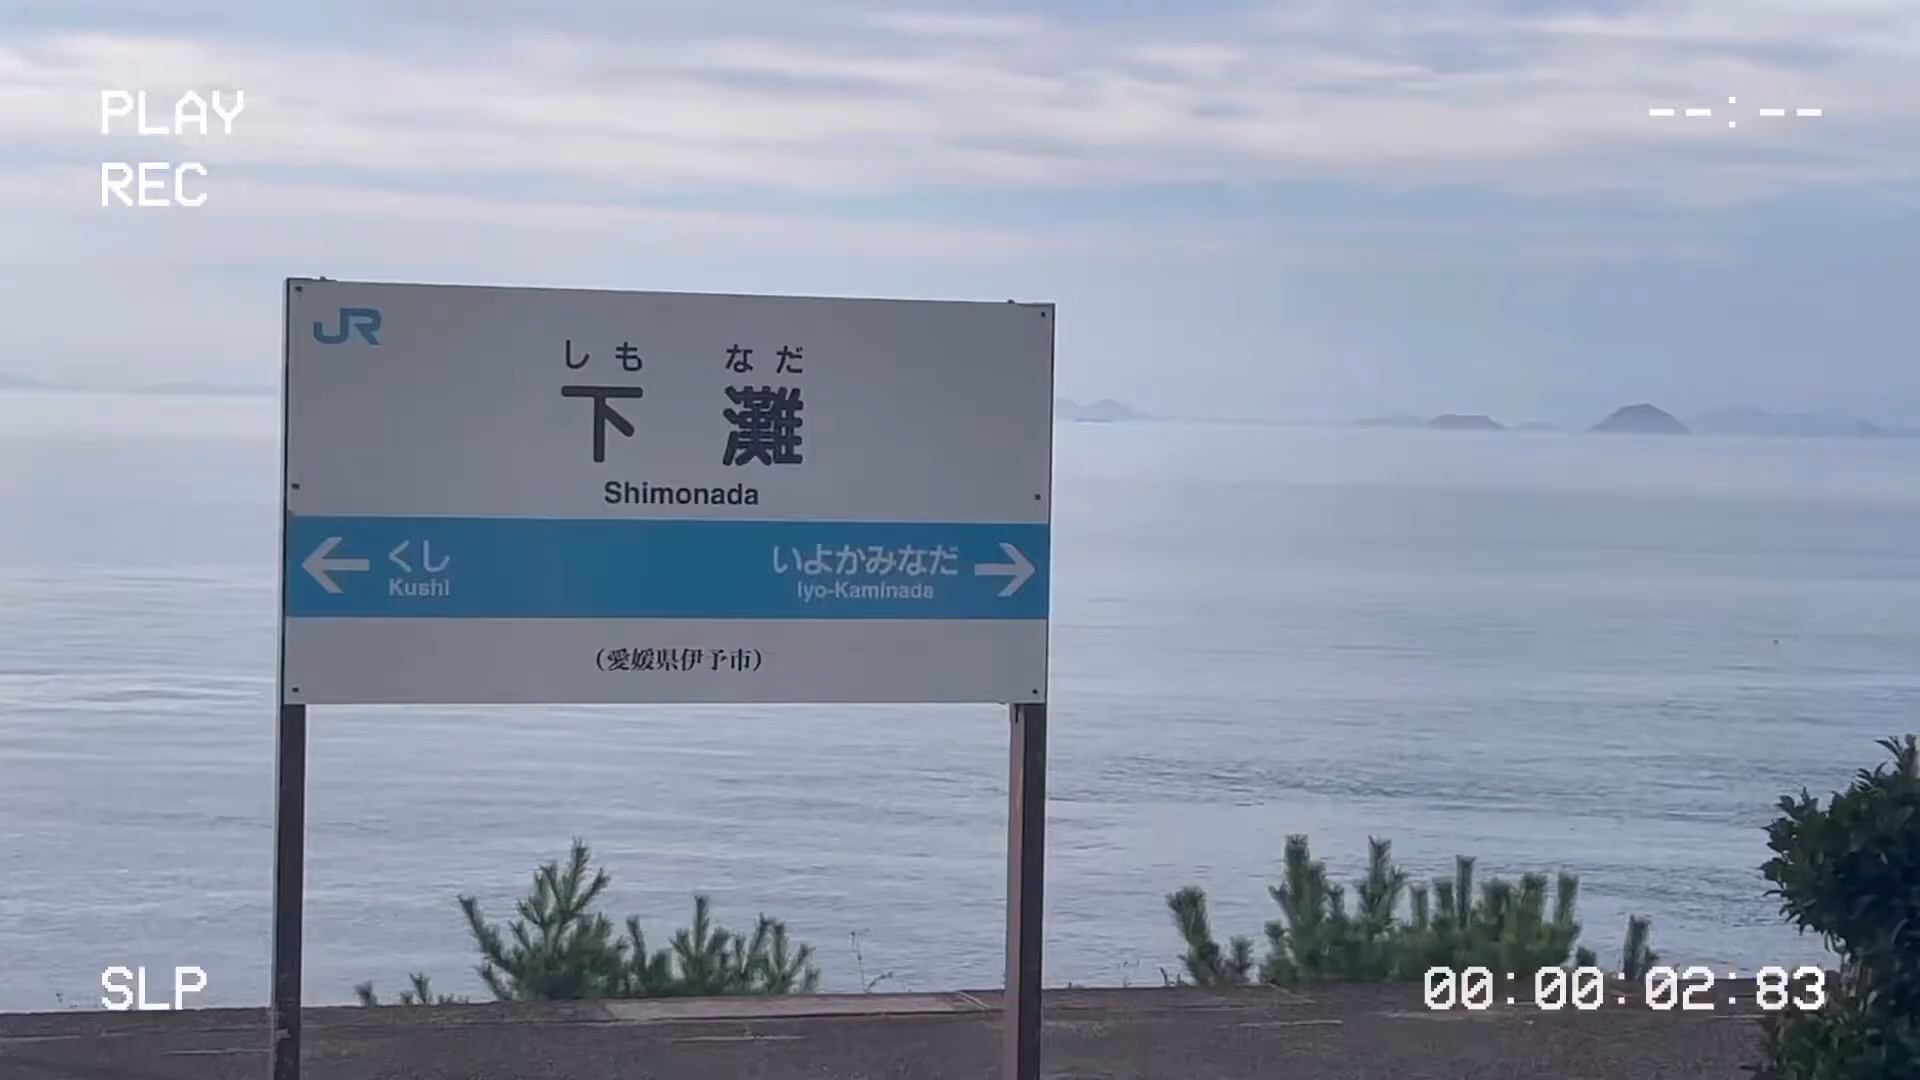 PLAY
--:--
REC
JR
しも なだ
下 灘
Shimonada
← くし
Kushi
いよかみなだ →
Iyo-Kaminada
（愛媛県伊予市）
SLP
00:00:02:83